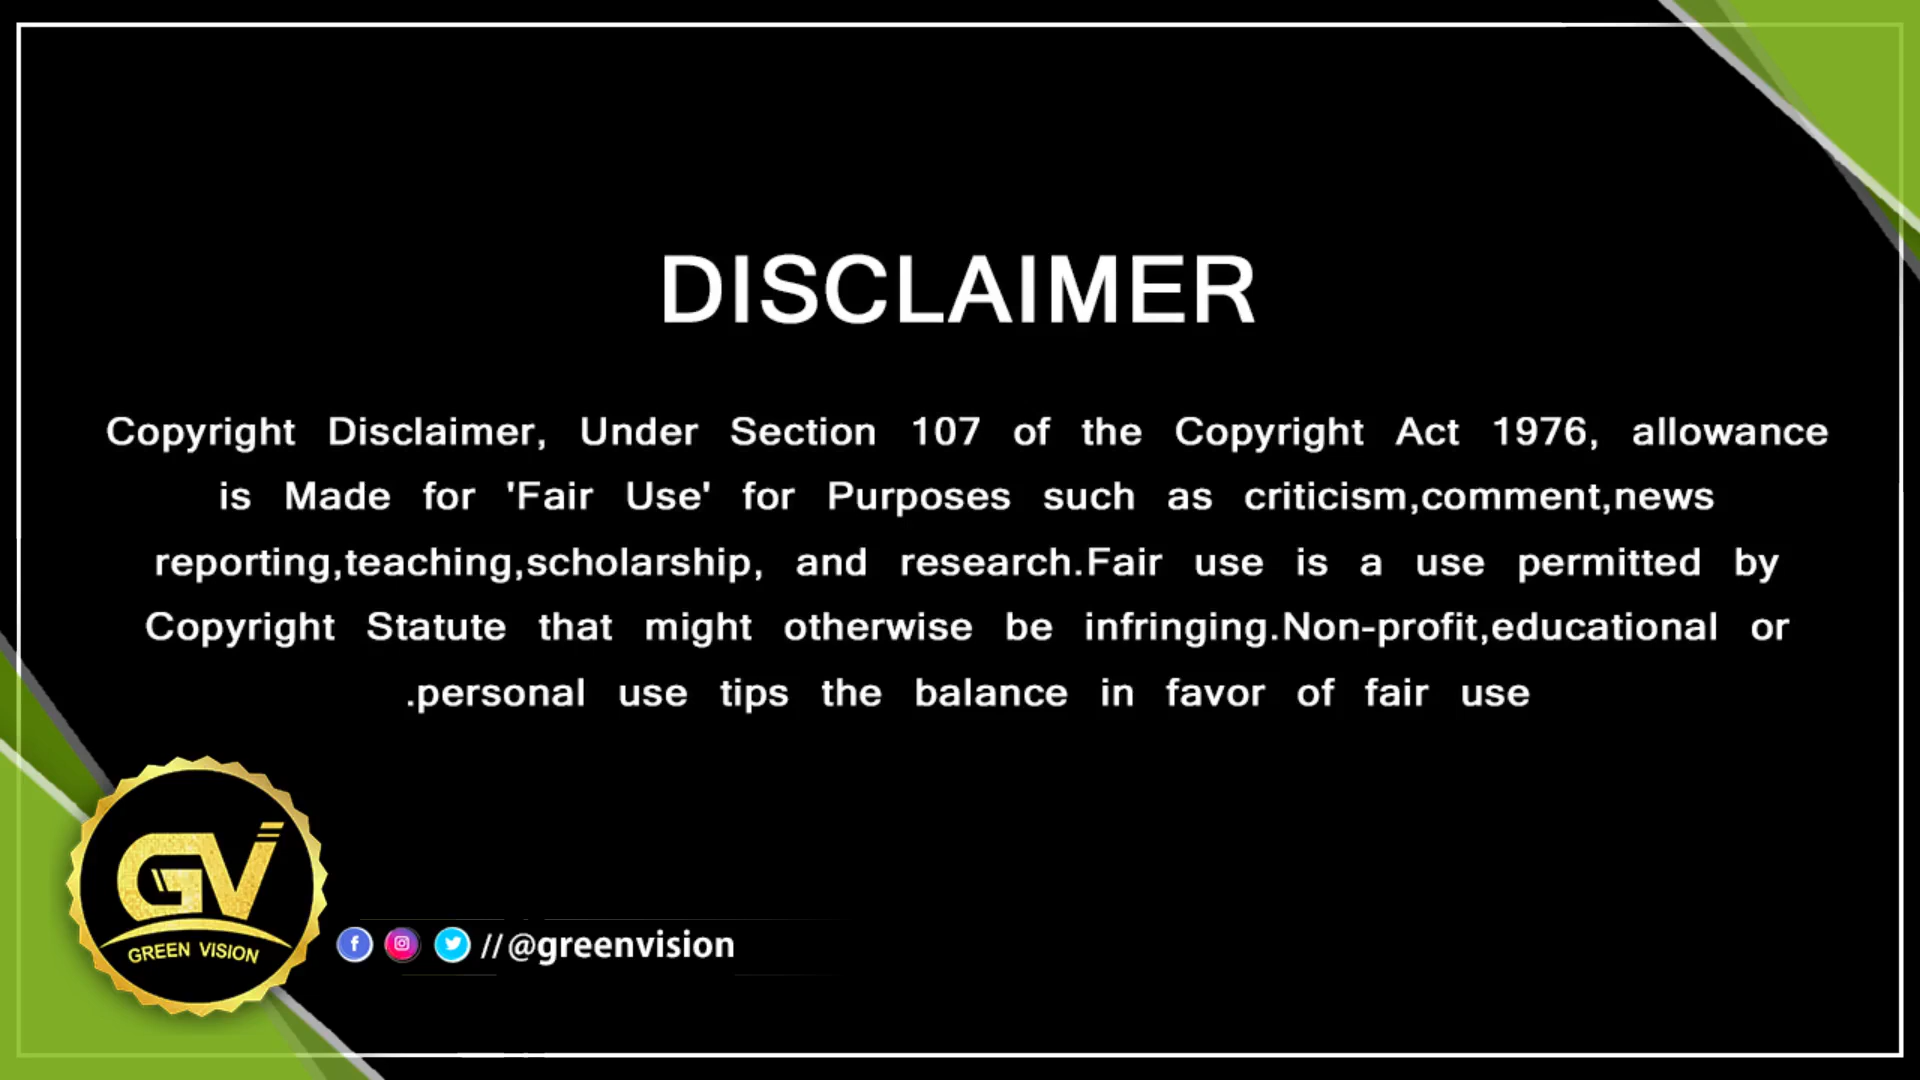 DISCLAIMER
Copyright Disclaimer, Under Section 107 of the Copyright Act 1976, allowance
is Made for 'Fair Use' for Purposes such as criticism,comment,news
reporting,teaching,scholarship, and research.Fair use is a use permitted by
Copyright Statute that might otherwise be infringing.Non-profit,educational or
.personal use tips the balance in favor of fair use
GV
GREEN VISION
//@greenvision